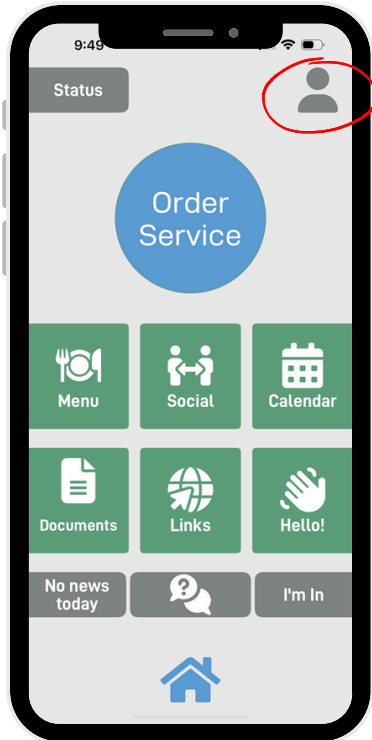 9:49
Status
Order
Service
Menu
Social
Calendar
Documents
Links
Hello!
No news
today
?
I'm In